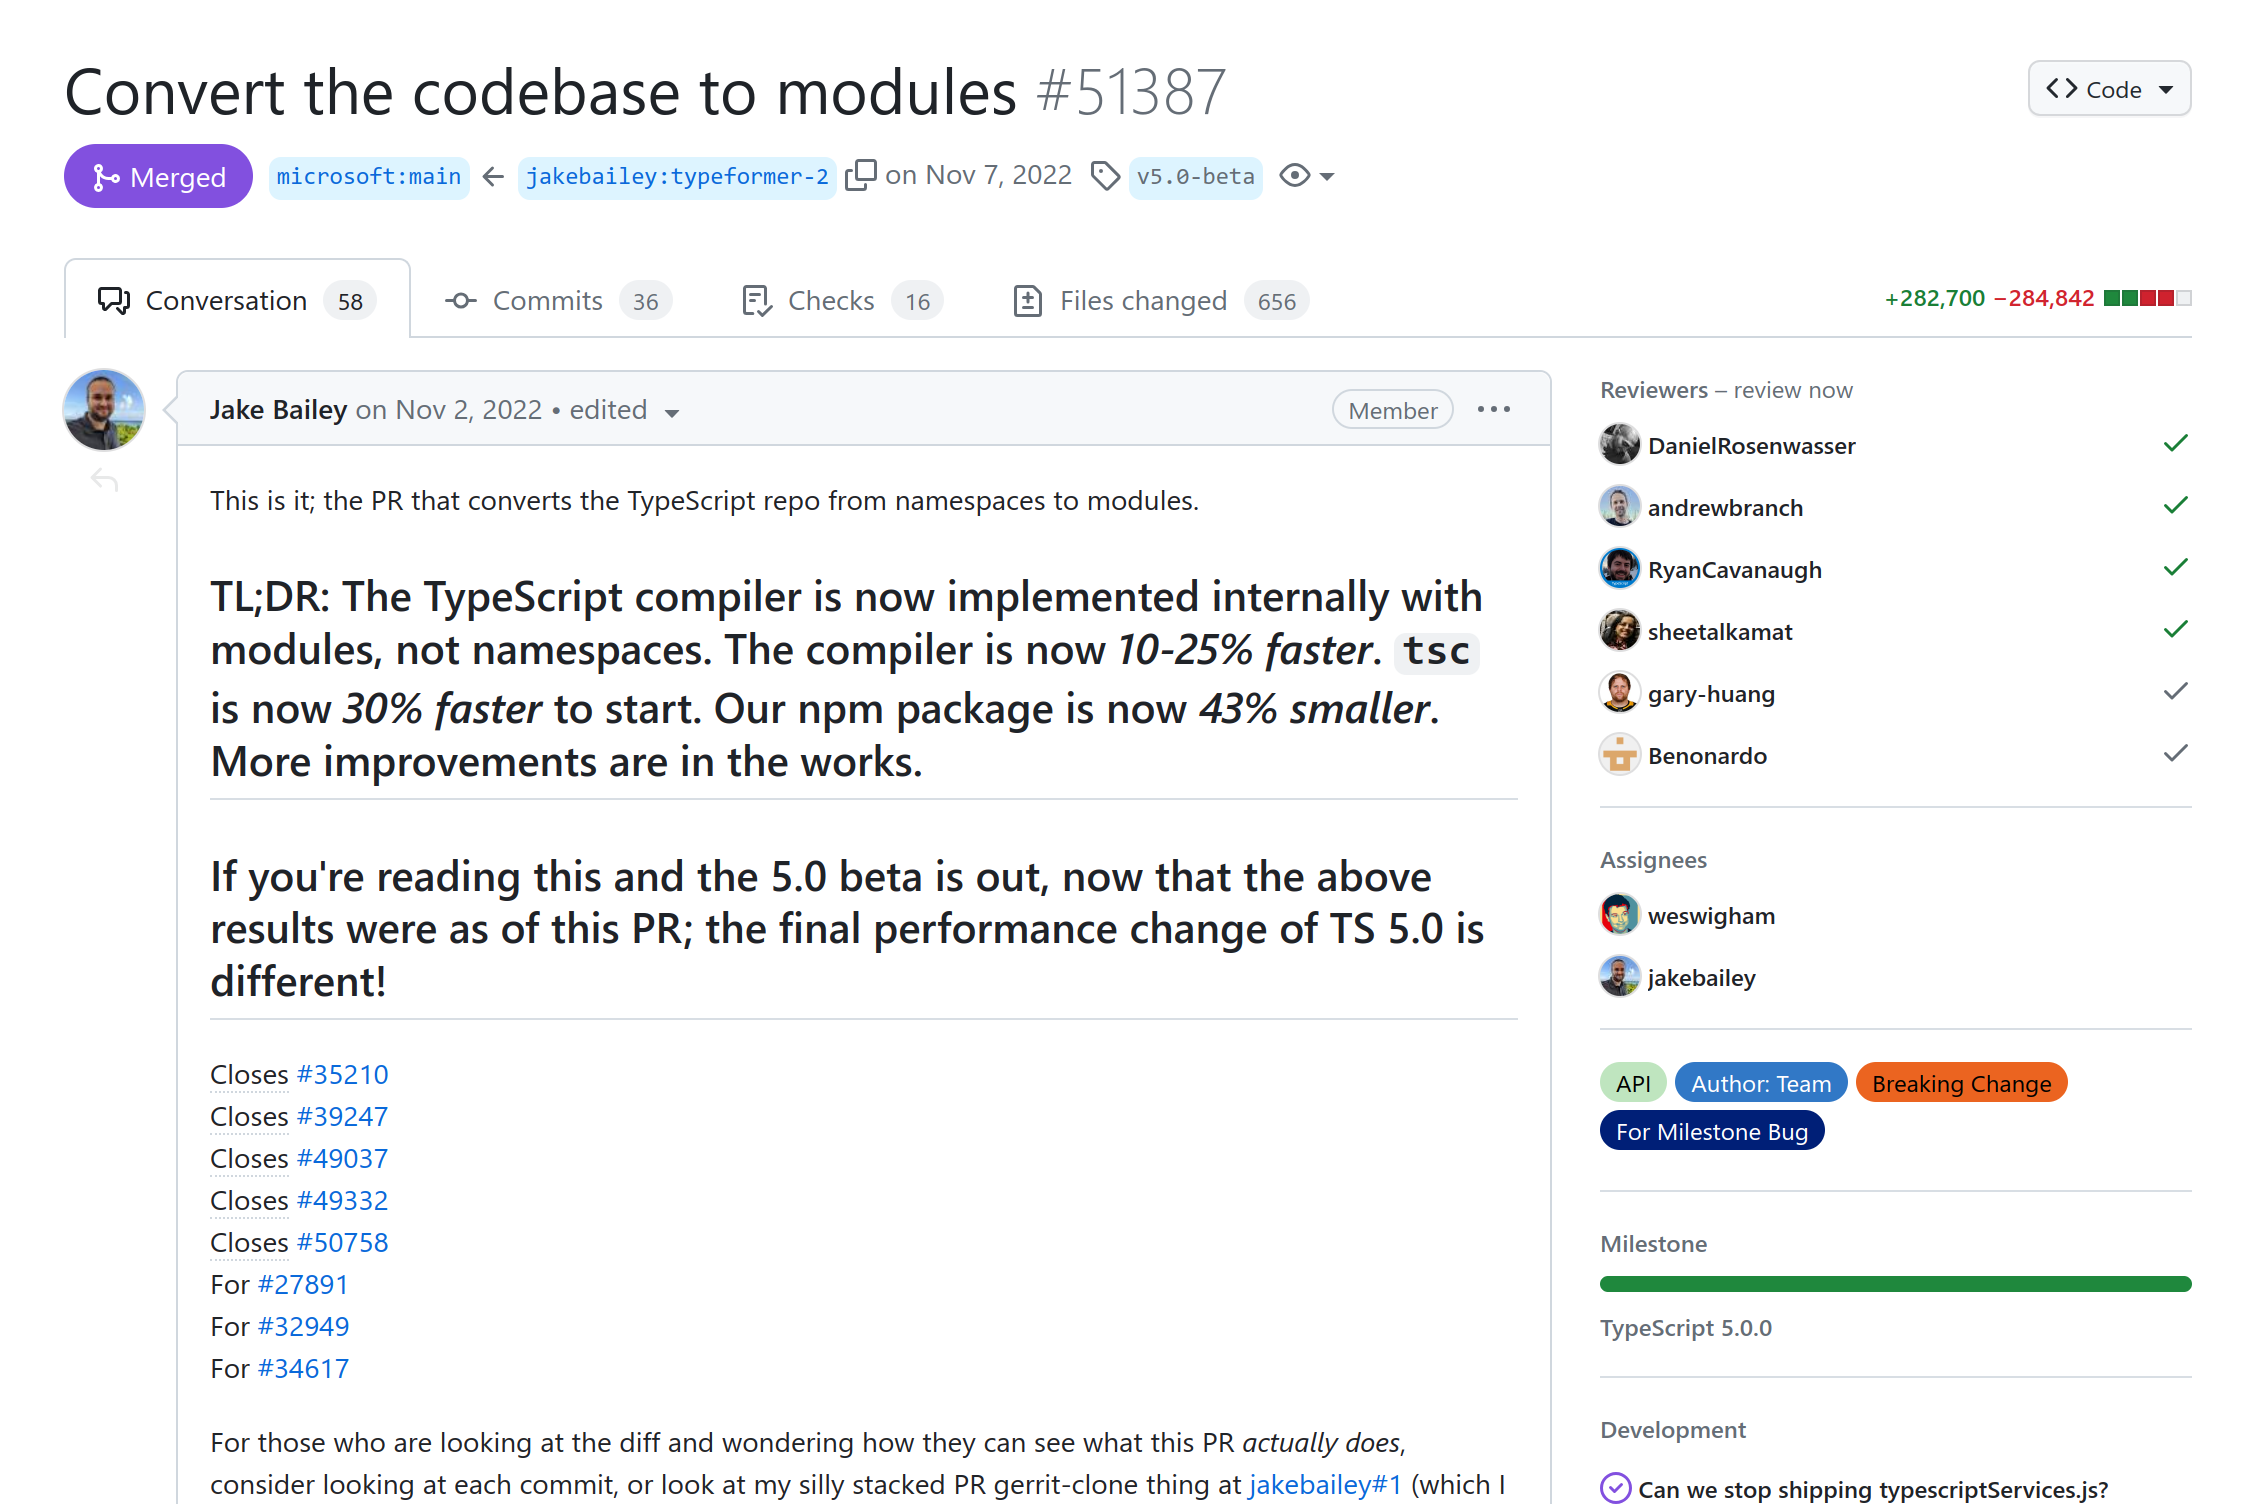 Convert the codebase to modules #51387
Code
Merged microsoft:main ← jakebailey:typeformer-2 on Nov 7, 2022 v5.0-beta
Conversation 58 Commits 36 Checks 16 Files changed 656 +282,700 −284,842
Jake Bailey on Nov 2, 2022 • edited Member
This is it; the PR that converts the TypeScript repo from namespaces to modules.
TL;DR: The TypeScript compiler is now implemented internally with
modules, not namespaces. The compiler is now 10-25% faster. tsc
is now 30% faster to start. Our npm package is now 43% smaller.
More improvements are in the works.
If you're reading this and the 5.0 beta is out, now that the above
results were as of this PR; the final performance change of TS 5.0 is
different!
Closes #35210
Closes #39247
Closes #49037
Closes #49332
Closes #50758
For #27891
For #32949
For #34617
For those who are looking at the diff and wondering how they can see what this PR actually does,
consider looking at each commit, or look at my silly stacked PR gerrit-clone thing at jakebailey#1 (which I
Reviewers – review now
DanielRosenwasser
andrewbranch
RyanCavanaugh
sheetalkamat
gary-huang
Benonardo
Assignees
weswigham
jakebailey
API Author: Team Breaking Change
For Milestone Bug
Milestone
TypeScript 5.0.0
Development
Can we stop shipping typescriptServices.js?